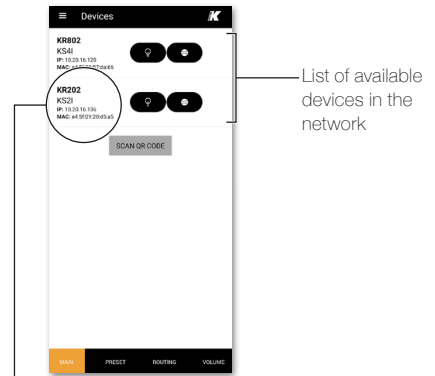 Devices
K
KR802
KS4I
IP: 10.20.16.120
List of available
devices in the
network
KR202
KS2I
IP: 10.20.16.136
MAC: e4:5f:01:20:d5:a5
SCAN QR CODE
MAIN PRESET ROUTING VOLUME